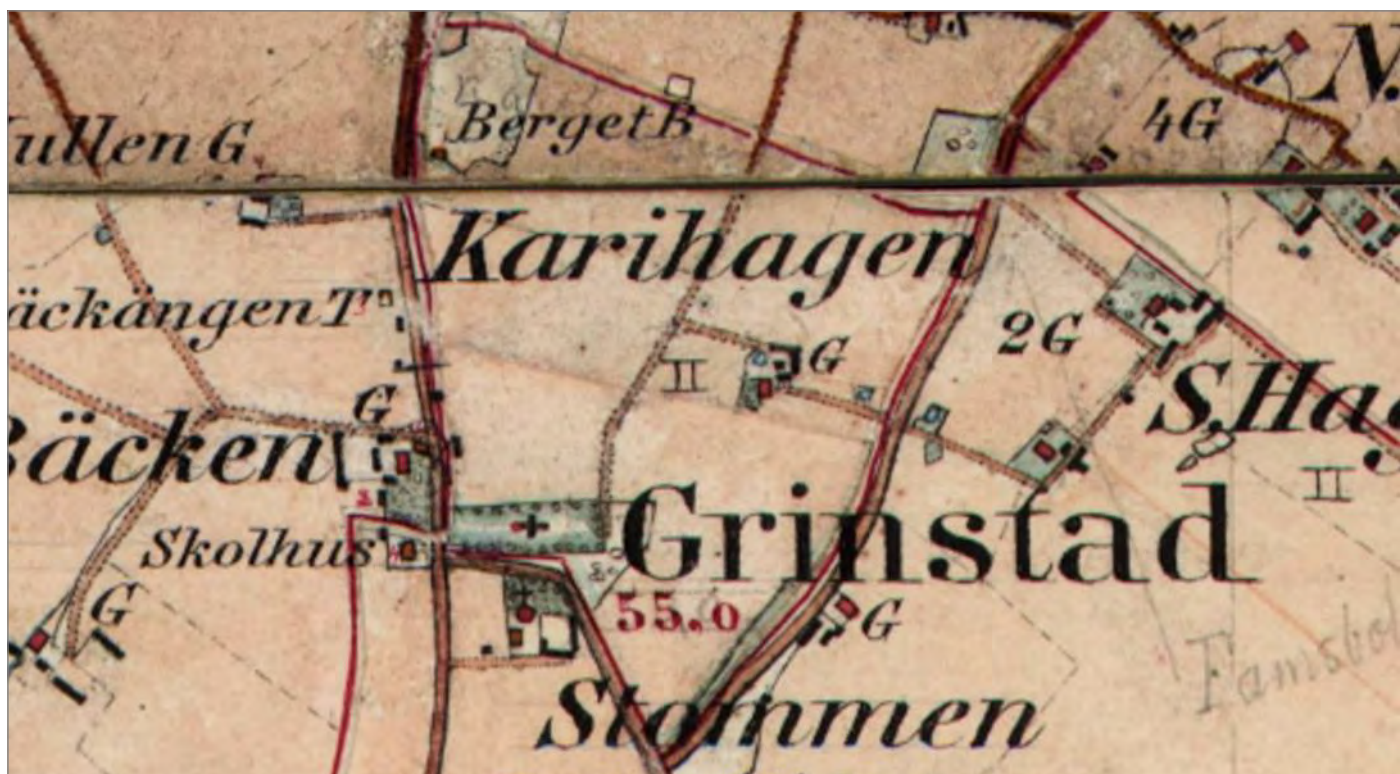 N.
4G
Berget B
ullen G
Karihagen
äckängen T
G
2G
II
S. Ha
G
Bäcken
II
Grinstad
Skolhus
55.0
G
G
Stommen